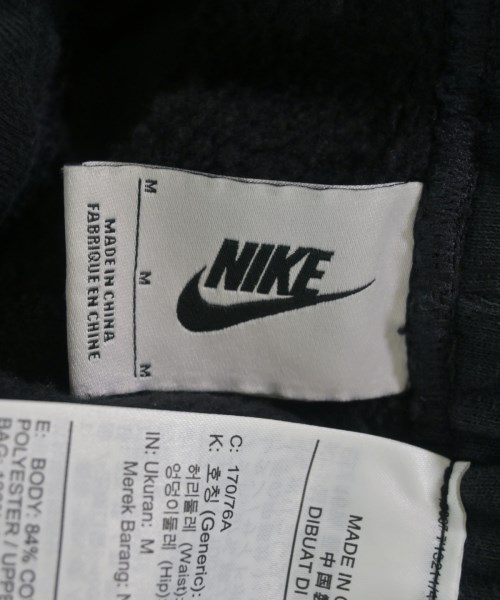 NIKE
M
M
M
MADE IN CHINA
FABRIQUE EN CHINE
MADE IN
中国
DIBUAT DI
C: 170/76A
K: 호칭 (Generic):
허리둘레 (Waist):
엉덩이둘레 (Hip)
IN: Ukuran: M
Merek Barang:
E: BODY: 84%
POLYESTER / UPPE
BAG: